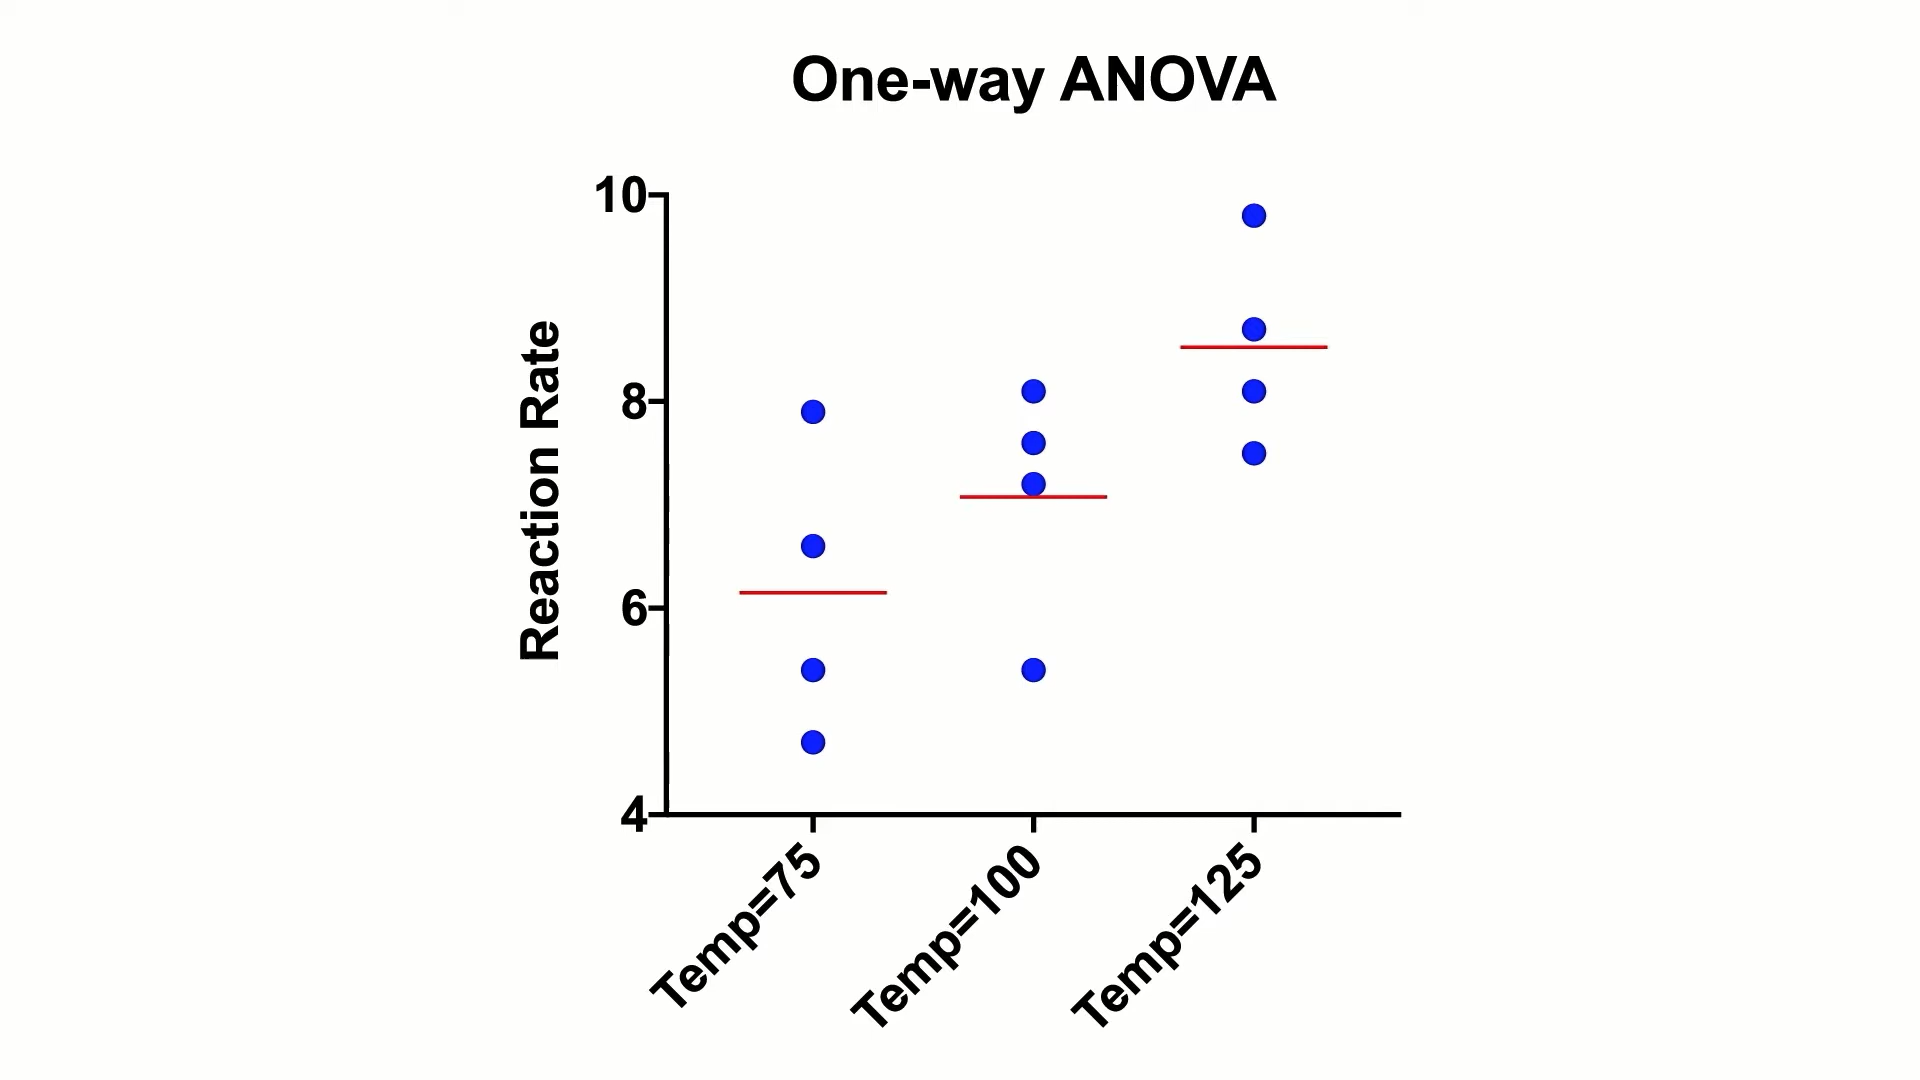 One-way ANOVA
Reaction Rate
10
8
6
4
Temp=75
Temp=100
Temp=125